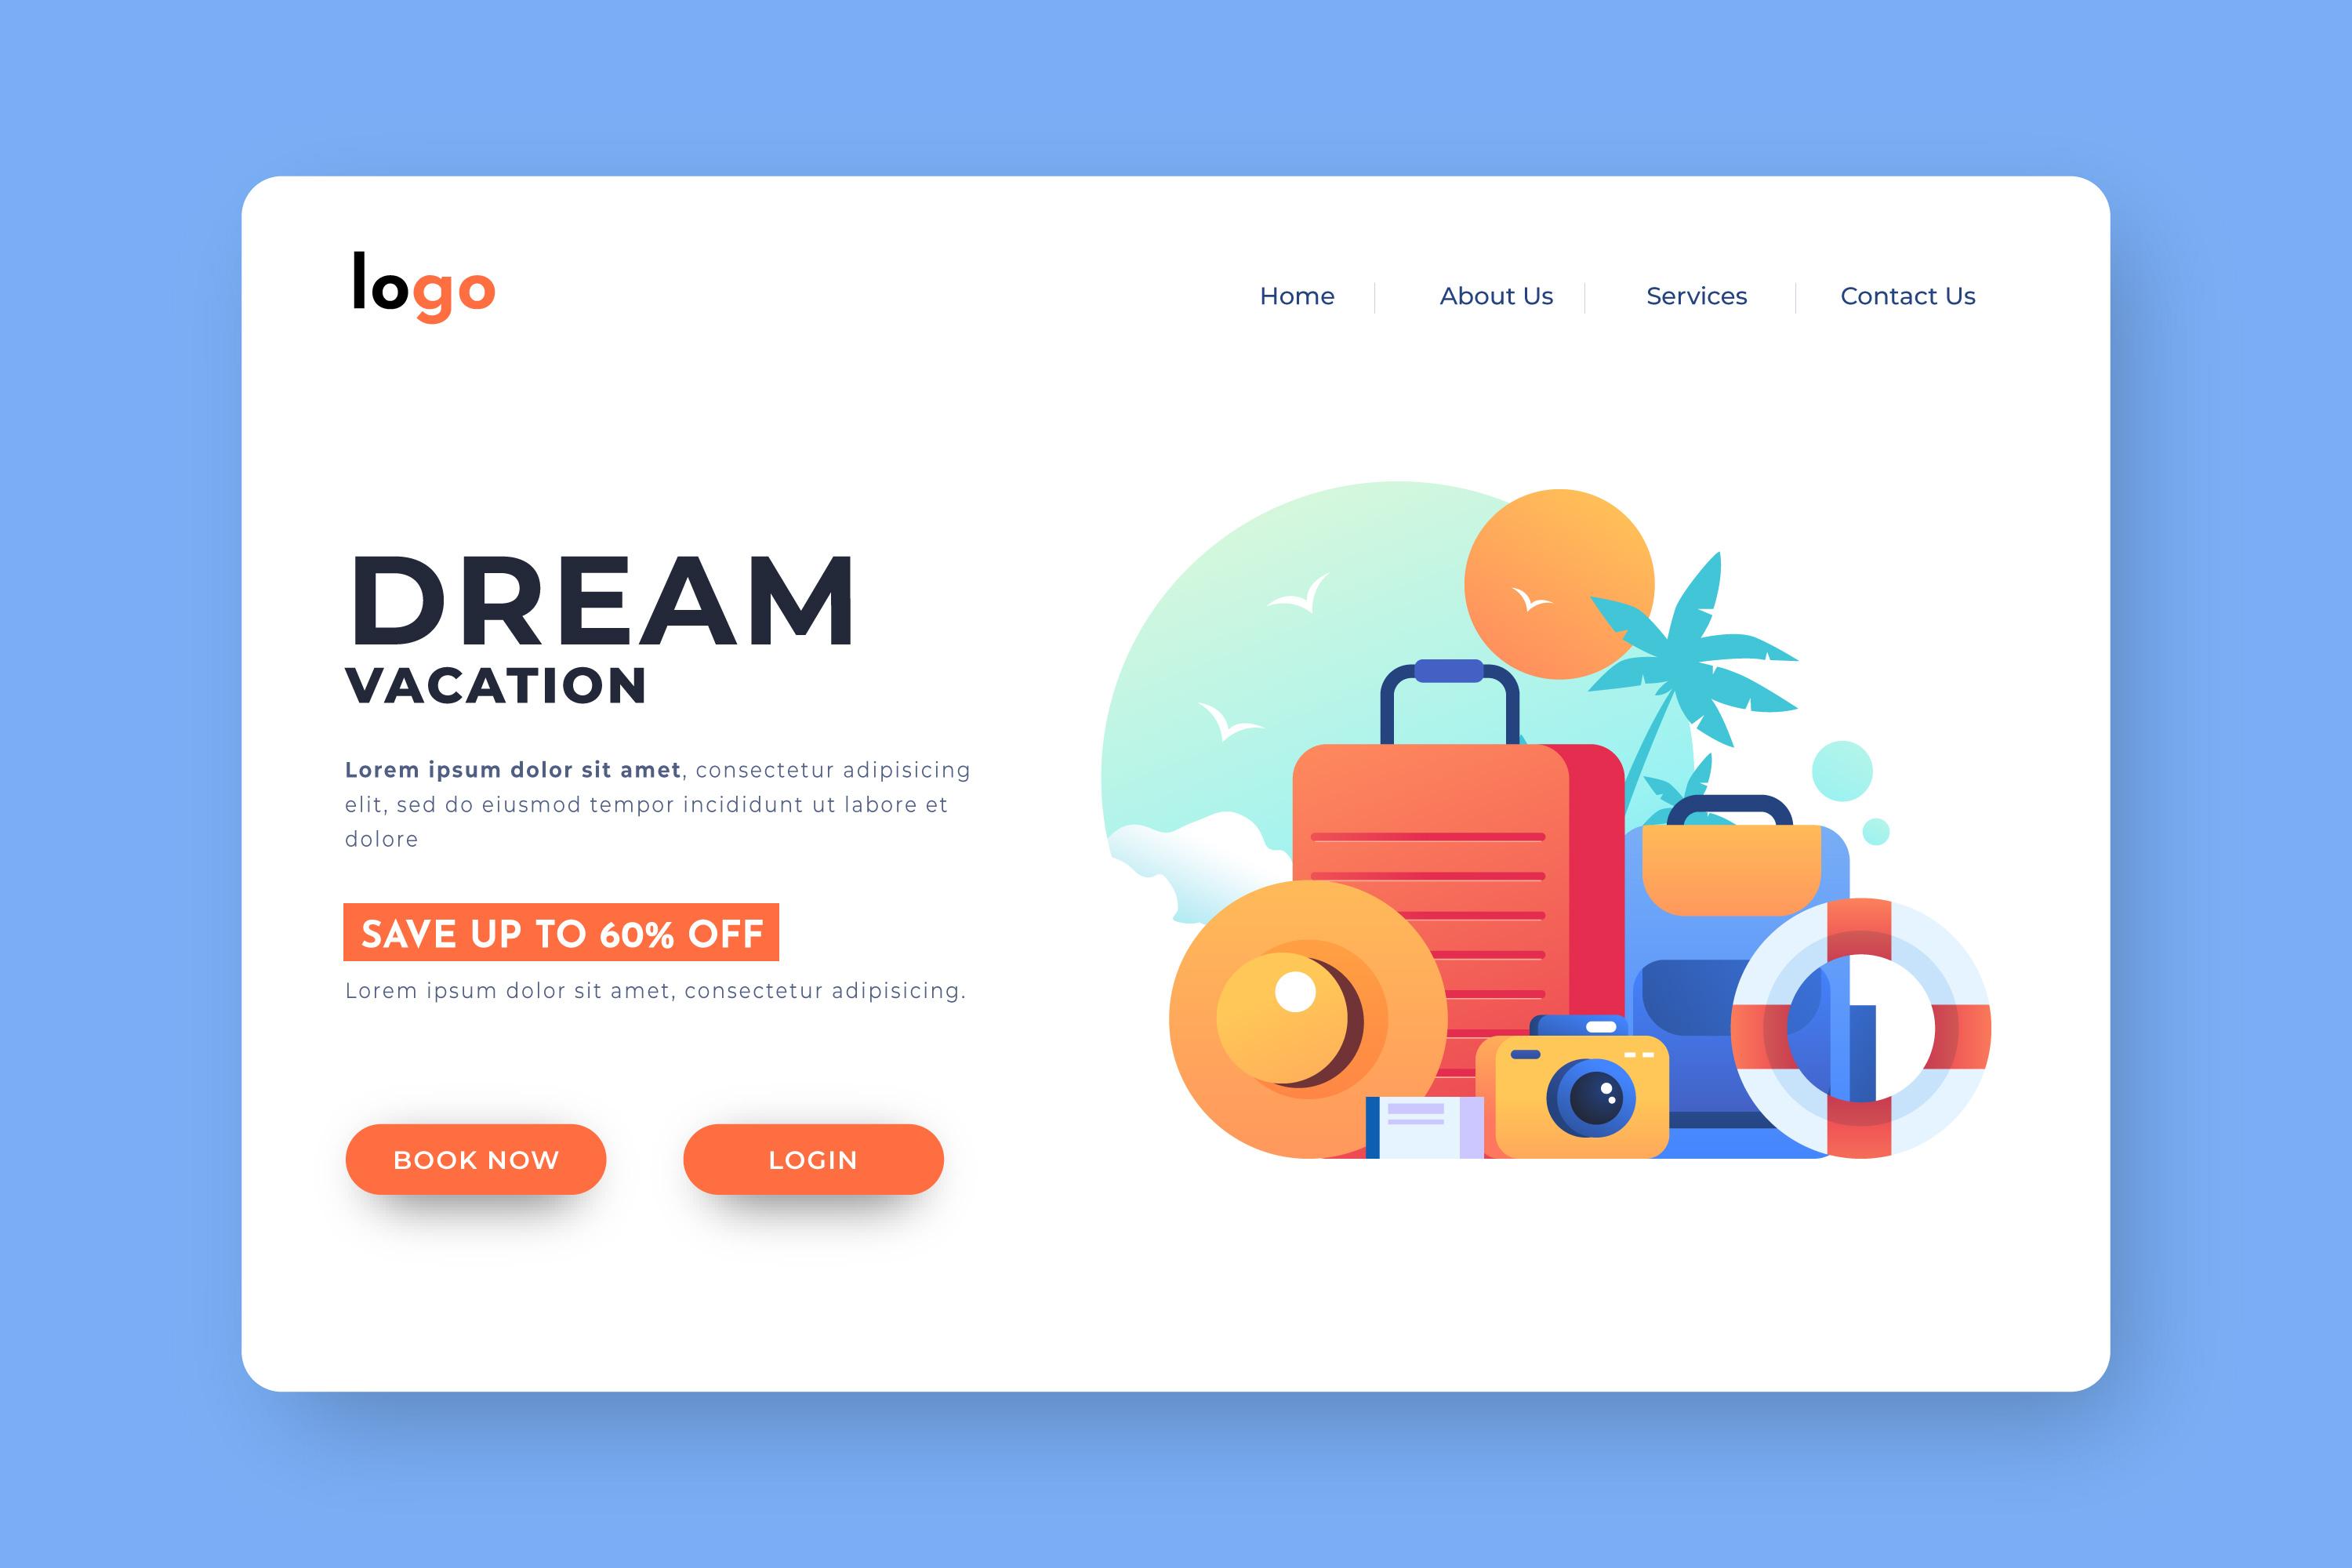 logo
Home
About Us
Services
Contact Us
DREAM
VACATION
Lorem ipsum dolor sit amet, consectetur adipisicing
elit, sed do eiusmod tempor incididunt ut labore et
dolore
SAVE UP TO 60% OFF
Lorem ipsum dolor sit amet, consectetur adipisicing.
BOOK NOW
LOGIN